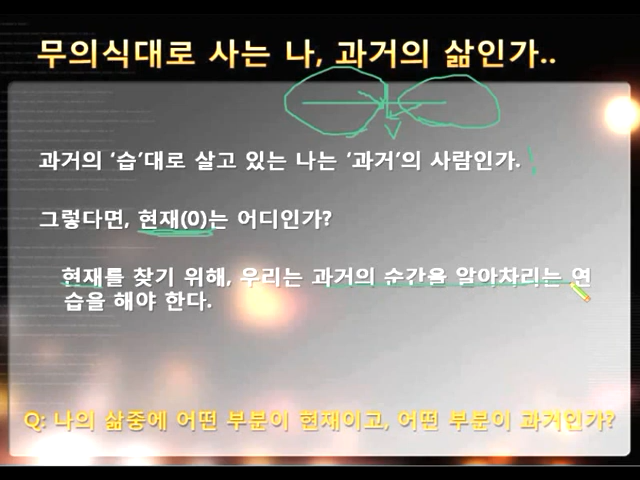 무의식대로 사는 나, 과거의 삶인가..
과거의 '습'대로 살고 있는 나는 '과거'의 사람인가.
그렇다면, 현재(0)는 어디인가?
현재를 찾기 위해, 우리는 과거의 순간을 알아차리는 연
습을 해야 한다.
Q: 나의 삶중에 어떤 부분이 현재이고, 어떤 부분이 과거인가?